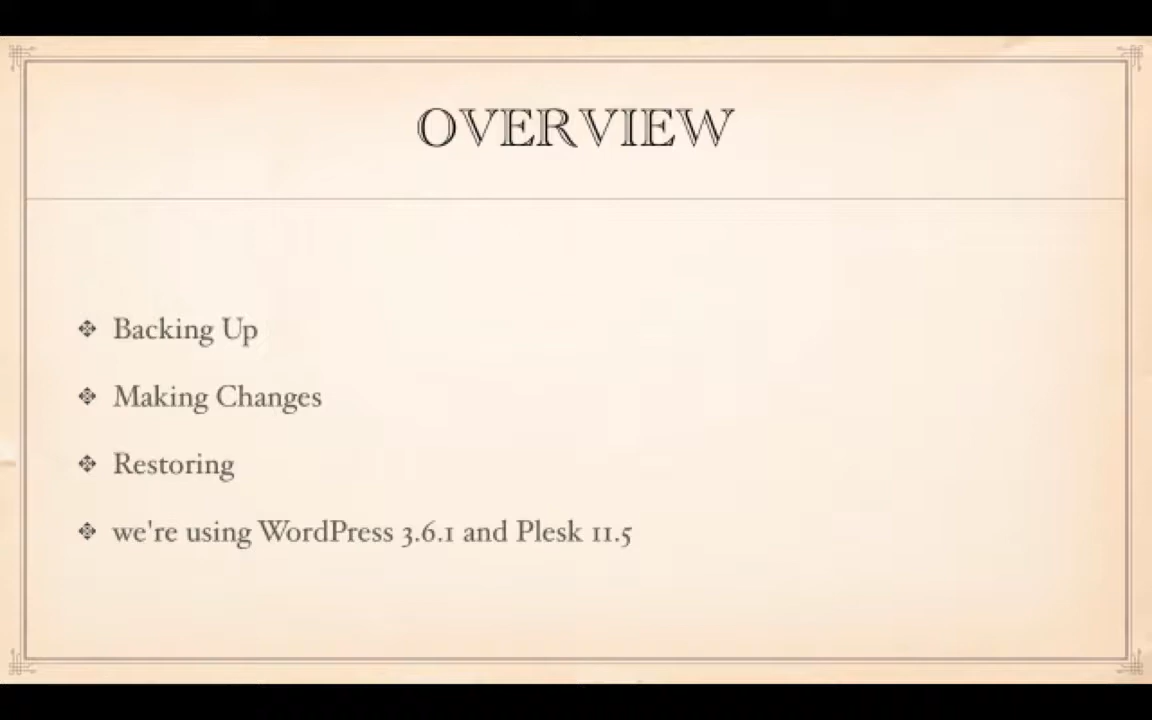 OVERVIEW
Backing Up
Making Changes
Restoring
we're using WordPress 3.6.1 and Plesk 11.5